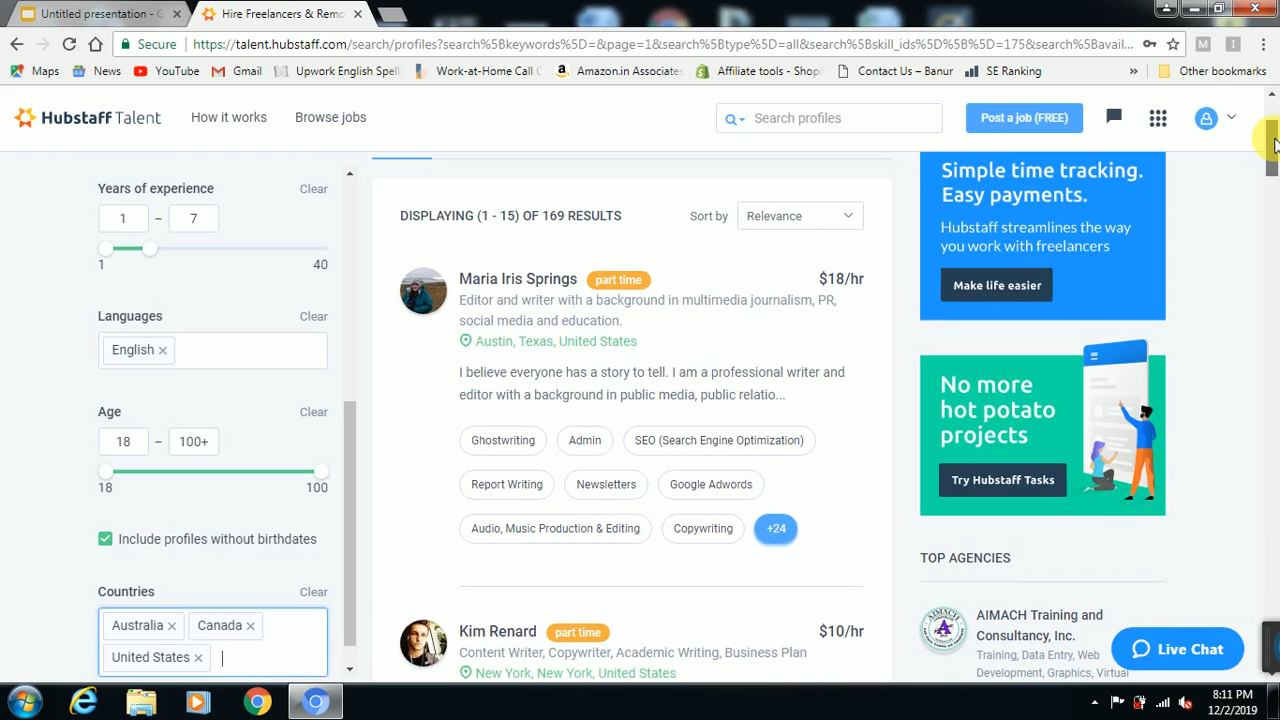 Untitled presentation - G
Hire Freelancers & Remo
Secure
https://talent.hubstaff.com/search/profiles?search%5Bkeywords%5D=&page=1&search%5Btype%5D=all&search%5Bskill_ids%5D%5B%5D=175&search%5Bavail...
Maps
News
YouTube
Gmail
Upwork English Spell
Work-at-Home Call C
Amazon.in Associates
Affiliate tools - Shop
Contact Us – Banur
SE Ranking
»
Other bookmarks
Hubstaff Talent
How it works
Browse jobs
Search profiles
Post a job (FREE)
Years of experience
Clear
1 – 7
1
40
Languages
Clear
English ×
Age
Clear
18 – 100+
18
100
Include profiles without birthdates
Countries
Clear
Australia ×
Canada ×
United States ×
DISPLAYING (1 - 15) OF 169 RESULTS
Sort by
Relevance
Maria Iris Springs
part time
$18/hr
Editor and writer with a background in multimedia journalism, PR,
social media and education.
Austin, Texas, United States
I believe everyone has a story to tell. I am a professional writer and
editor with a background in public media, public relatio...
Ghostwriting
Admin
SEO (Search Engine Optimization)
Report Writing
Newsletters
Google Adwords
Audio, Music Production & Editing
Copywriting
+24
Kim Renard
part time
$10/hr
Content Writer, Copywriter, Academic Writing, Business Plan
New York, New York, United States
Simple time tracking.
Easy payments.
Hubstaff streamlines the way
you work with freelancers
Make life easier
No more
hot potato
projects
Try Hubstaff Tasks
TOP AGENCIES
AIMACH Training and
Consultancy, Inc.
Training, Data Entry, Web
Development, Graphics, Virtual
Live Chat
8:11 PM
12/2/2019